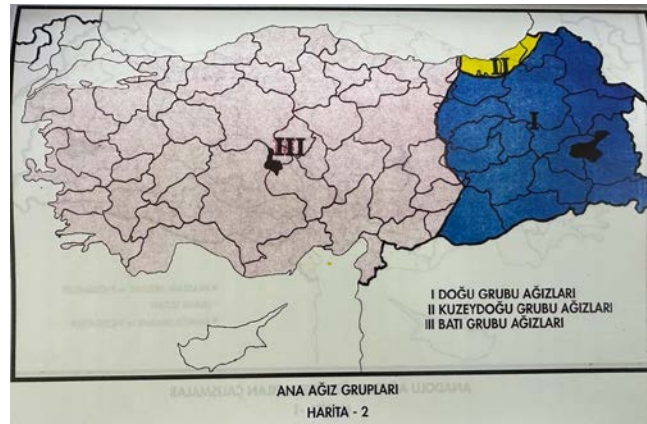 II
I
III
I DOĞU GRUBU AĞIZLARI
II KUZEYDOĞU GRUBU AĞIZLARI
III BATI GRUBU AĞIZLARI
ANA AĞIZ GRUPLARI
HARİTA - 2